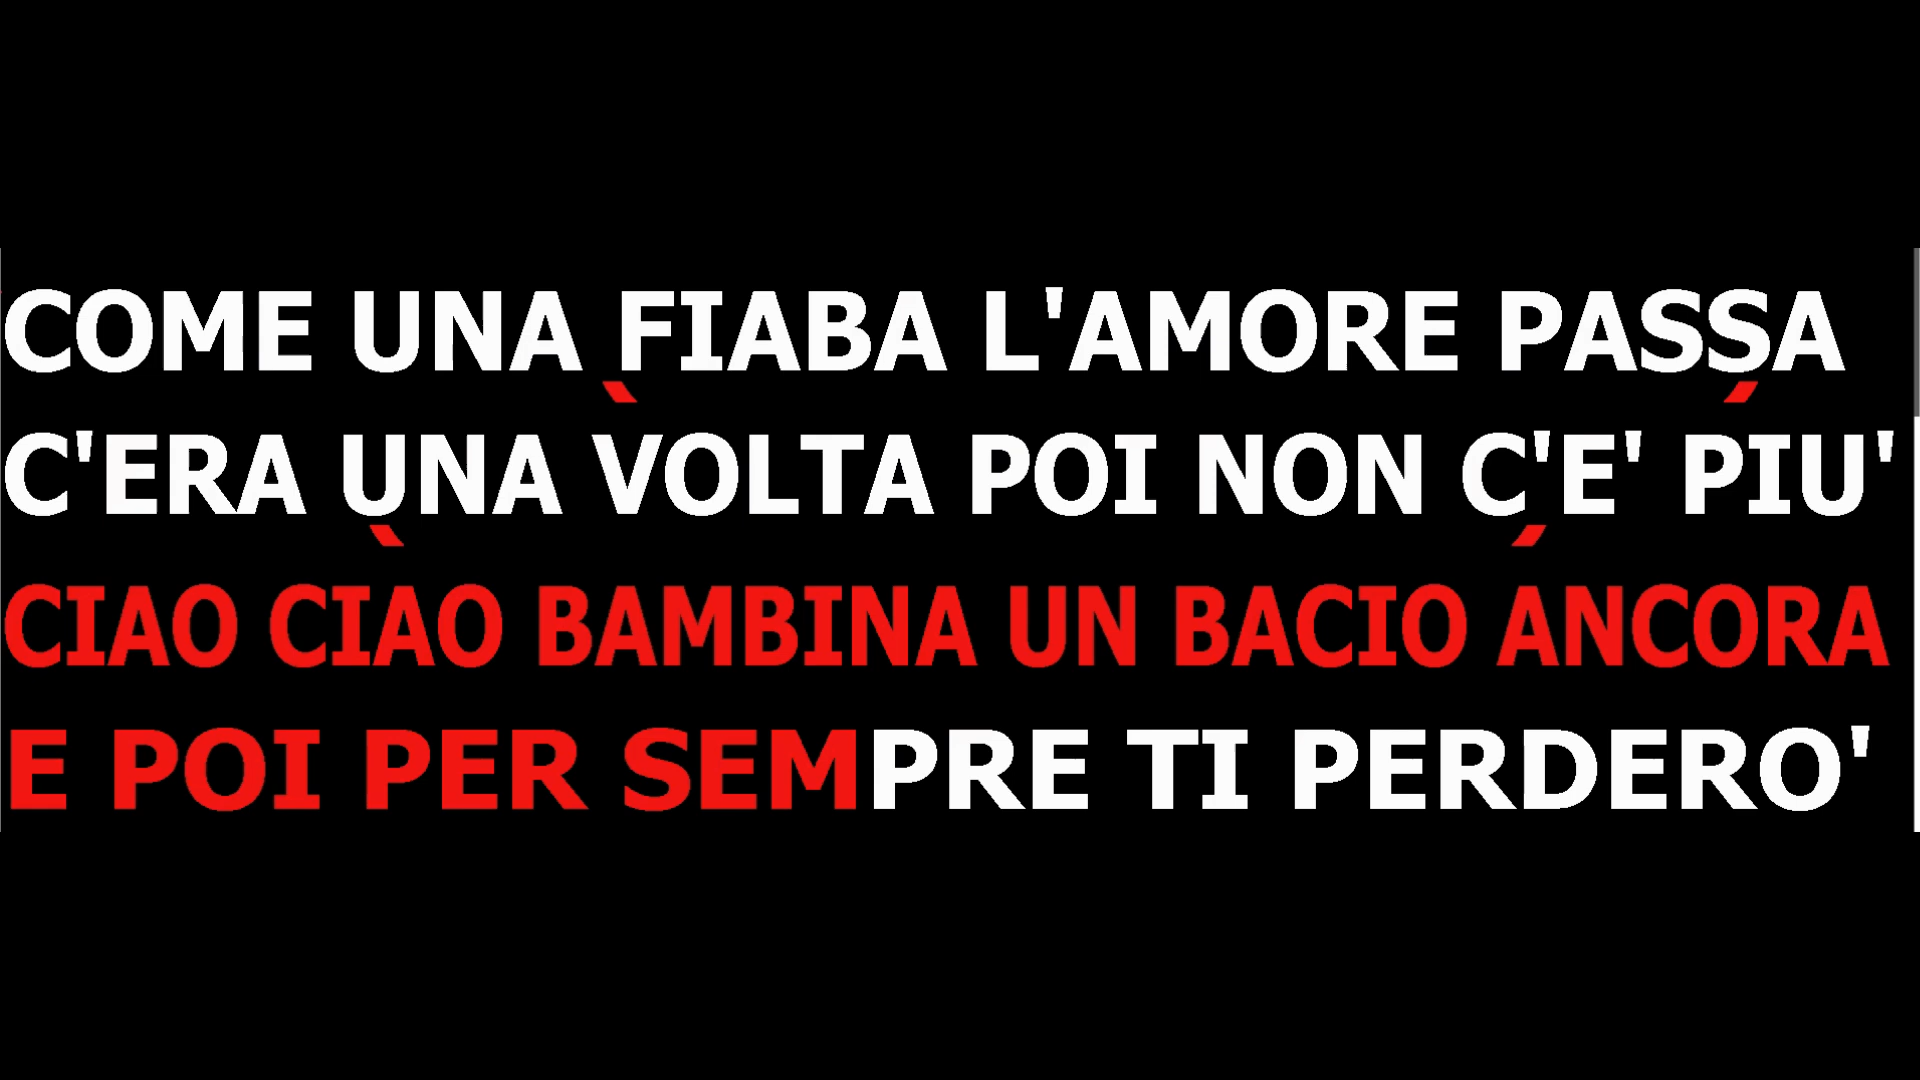 COME UNA FIABA L'AMORE PASSA
C'ERA UNA VOLTA POI NON C'E' PIU'
CIAO CIAO BAMBINA UN BACIO ANCORA
E POI PER SEMPRE TI PERDERO'